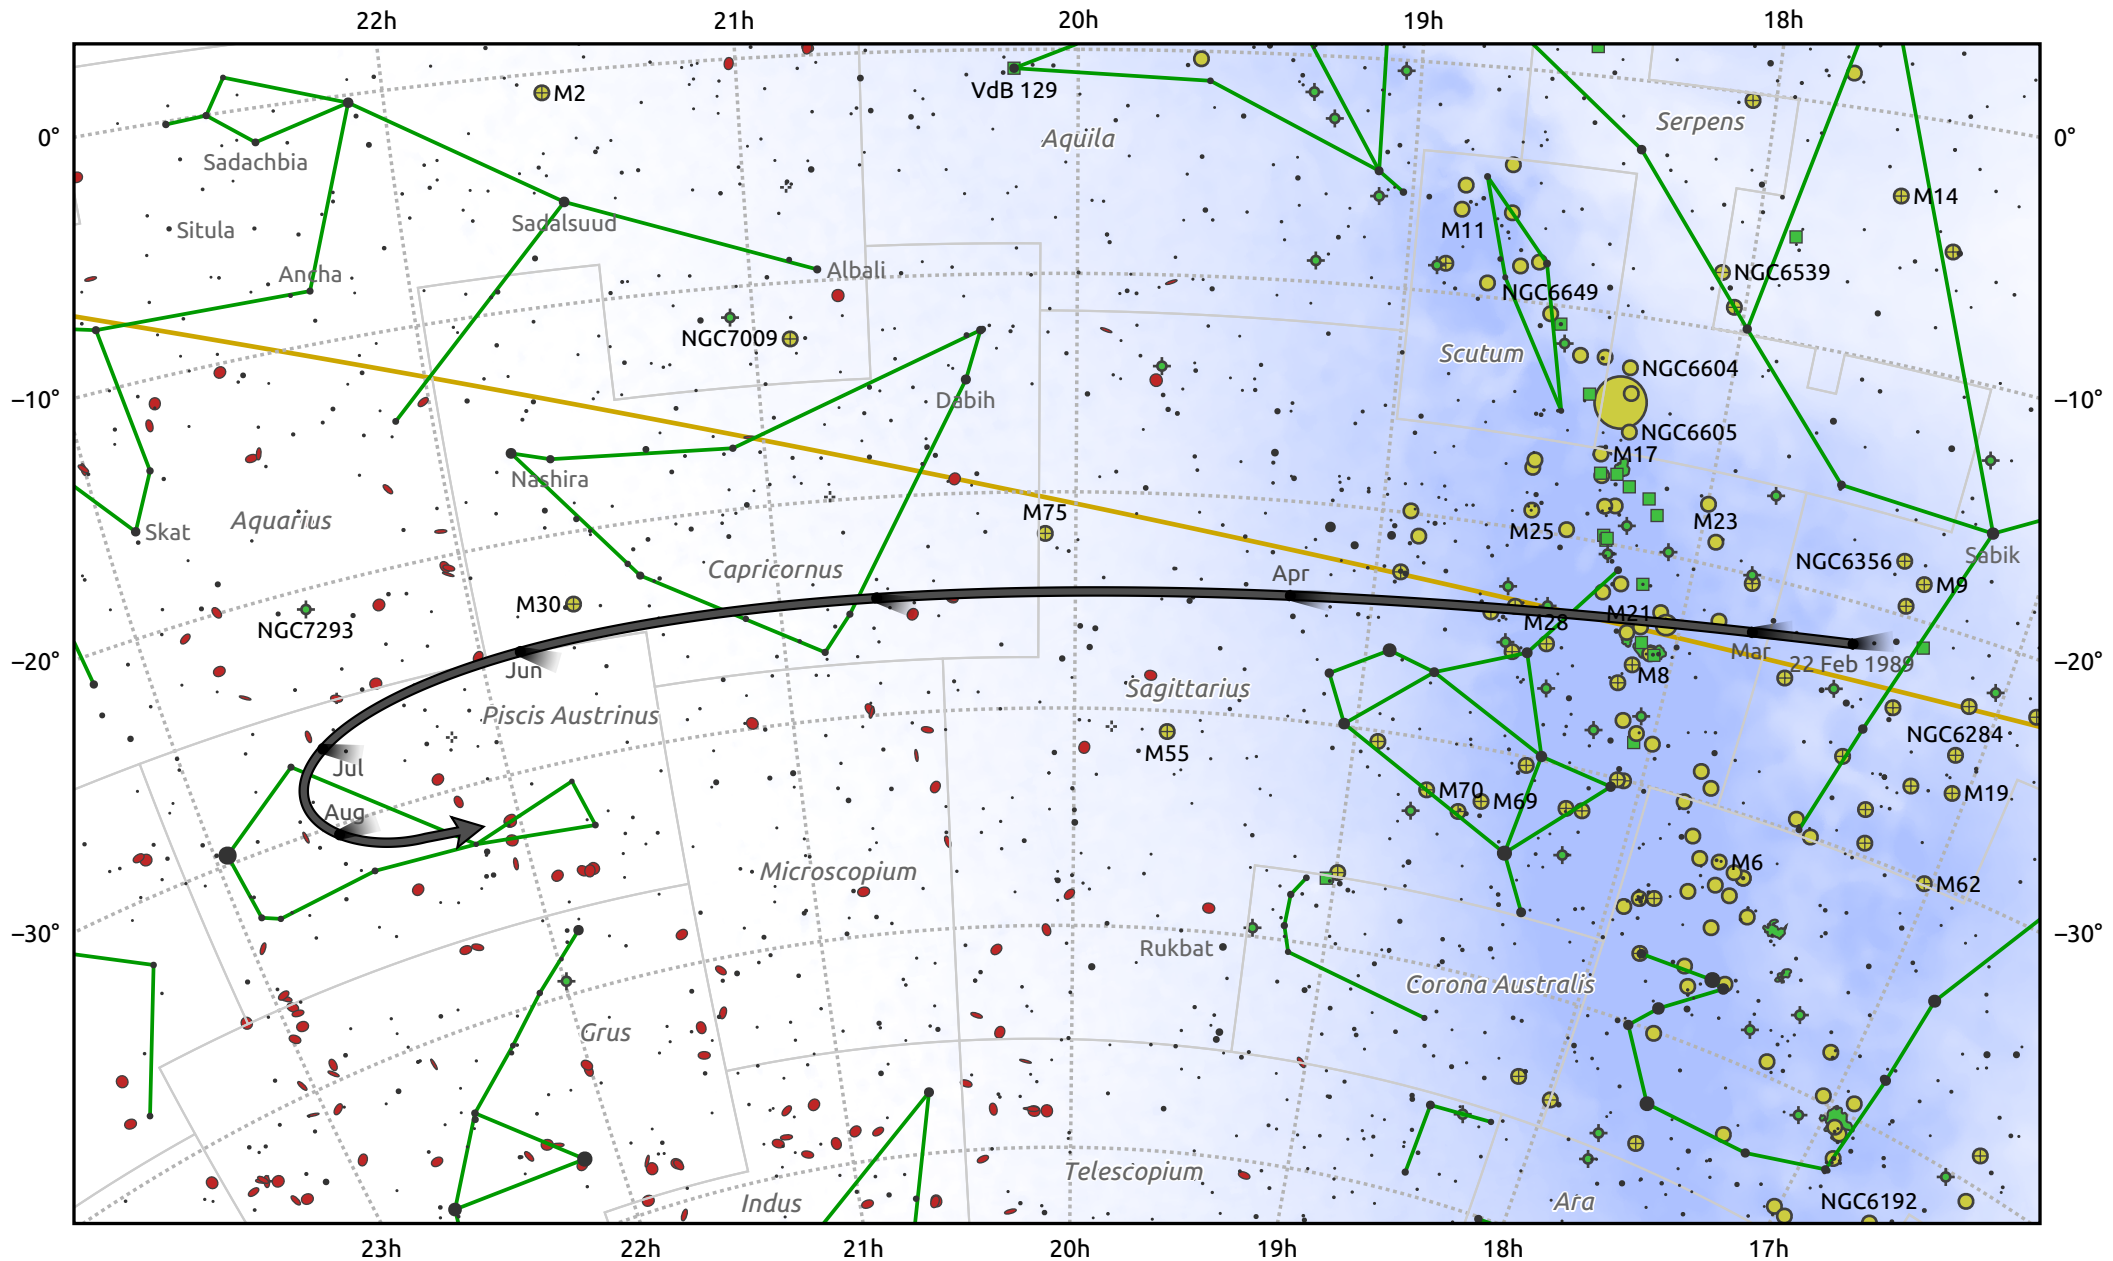 22h 21h 20h 19h 18h
M2
VdB 129
Serpens
Aquila
0° 0°
Sadachbia
M14
Situla
Sadalsuud
M11
Ancha
Albali
NGC6539
NGC6649
NGC7009
Scutum
NGC6604
−10° −10°
Dabih
NGC6605
M17
Nashira
M75
Aquarius
M23
Skat
M25
Sabik
NGC6356
Capricornus
Apr
M9
M30
M21
M28
NGC7293
Mar
−20° −20°
22 Feb 1989
Jun
M8
Sagittarius
Piscis Austrinus
NGC6284
M55
Jul
M70
M69
M19
Aug
M6
Microscopium
M62
−30° −30°
Rukbat
Corona Australis
Grus
Telescopium
Indus
Ara
NGC6192
23h 22h 21h 20h 19h 18h 17h